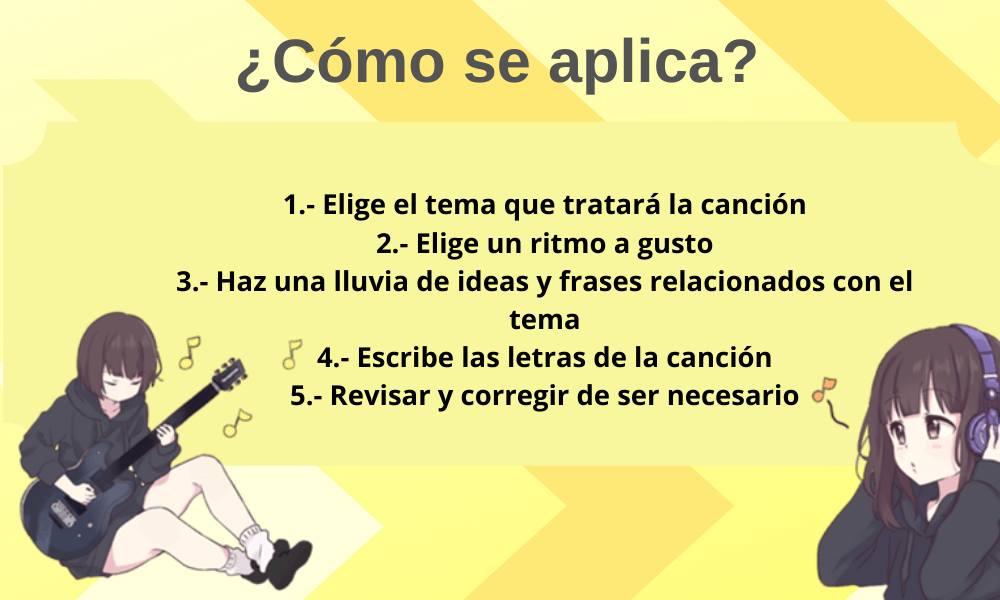 ¿Cómo se aplica?
1.- Elige el tema que tratará la canción
2.- Elige un ritmo a gusto
3.- Haz una lluvia de ideas y frases relacionados con el
tema
4.- Escribe las letras de la canción
5.- Revisar y corregir de ser necesario